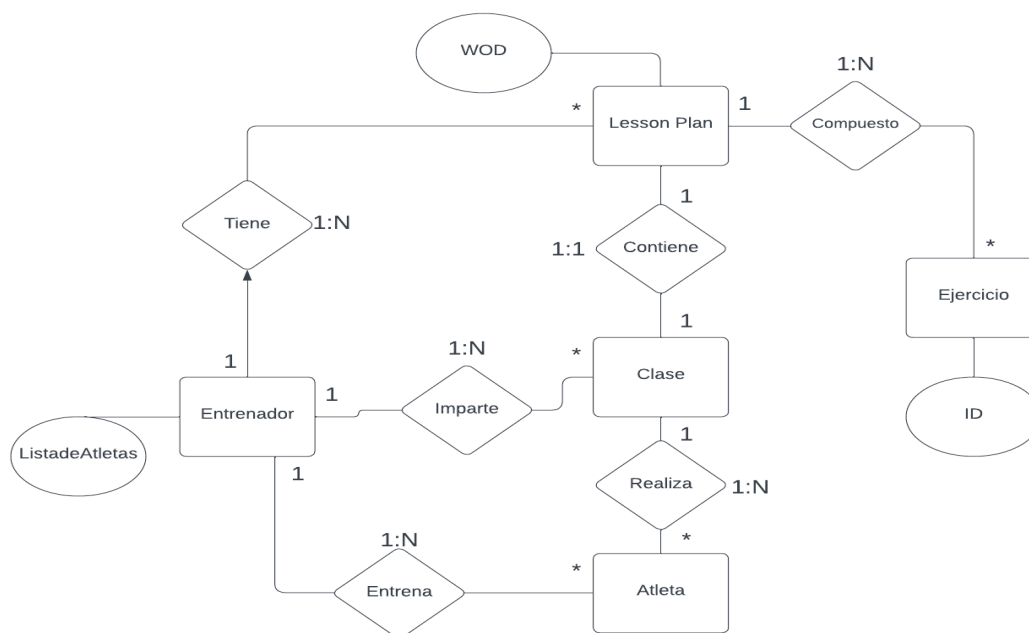 WOD
1:N
*
Lesson Plan
1
Compuesto
Tiene
1:N
1
1:1
Contiene
*
Ejercicio
1
1
1
1:N
*
Clase
Entrenador
Imparte
ID
ListadeAtletas
1
1
Realiza
1:N
1:N
*
*
Entrena
Atleta